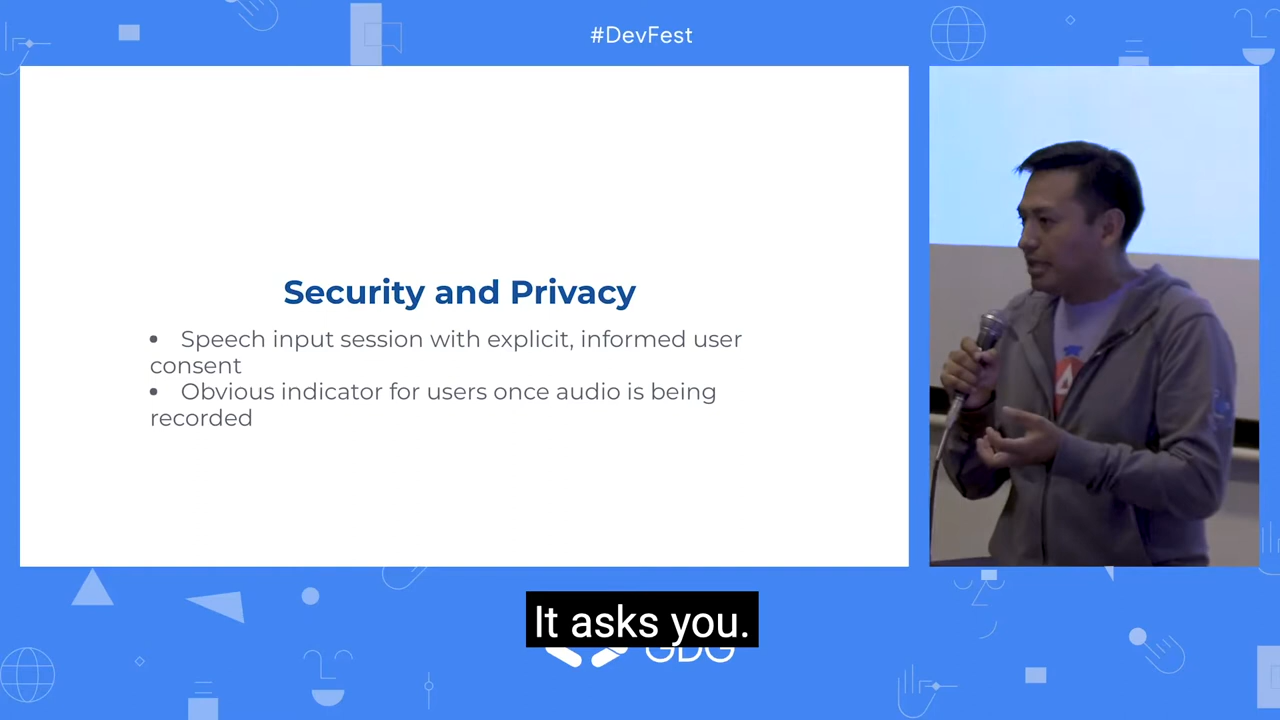 #DevFest
Security and Privacy
• Speech input session with explicit, informed user
consent
• Obvious indicator for users once audio is being
recorded
It asks you.
GDG